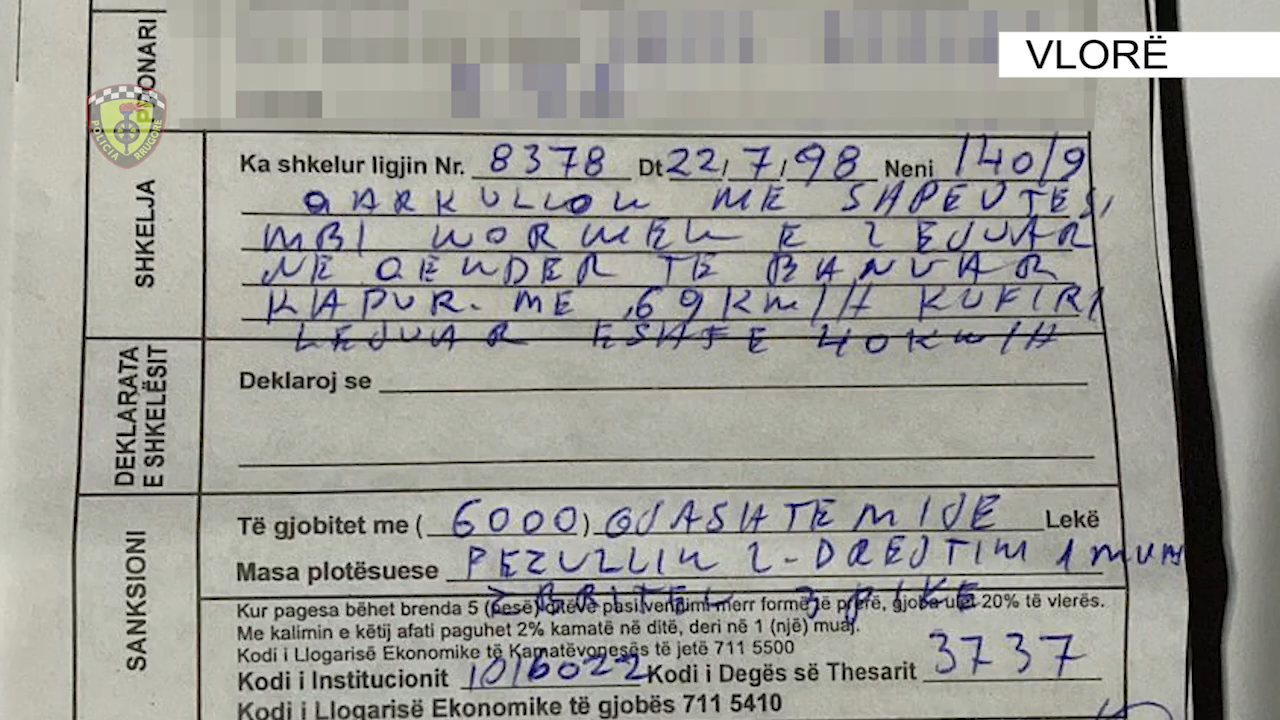 VLORË
PUNONARI
POLICIA RRUGORE
SHKELJA
Ka shkelur ligjin Nr. 8378 Dt 22/7/98 Neni 140/9
QARKULLON ME SHPEJTESI
MBI NORMEN E LEJUAR
NE QENDER TE BANUAR
KAPUR. ME 69KM/H KUFIRI
LEJUAR ESHTE 40KM/H
DEKLARATA
E SHKELËSIT
Deklaroj se
SANKSIONI
Të gjobitet me ( 6000 ) GJASHTEMIJE Lekë
Masa plotësuese PEZULLIM L-DREJTIM 1 MUAJ
3 PIKE
Kur pagesa bëhet brenda 5 (pesë) ditëve pasi vendimi merr formë të prerë, gjoba ulet 20% të vlerës.
Me kalimin e këtij afati paguhet 2% kamatë në ditë, deri në 1 (një) muaj.
Kodi i Llogarisë Ekonomike të Kamatëvonesës të jetë 711 5500
Kodi i Institucionit 1016022 Kodi i Degës së Thesarit 3737
Kodi i Llogarisë Ekonomike të gjobës 711 5410